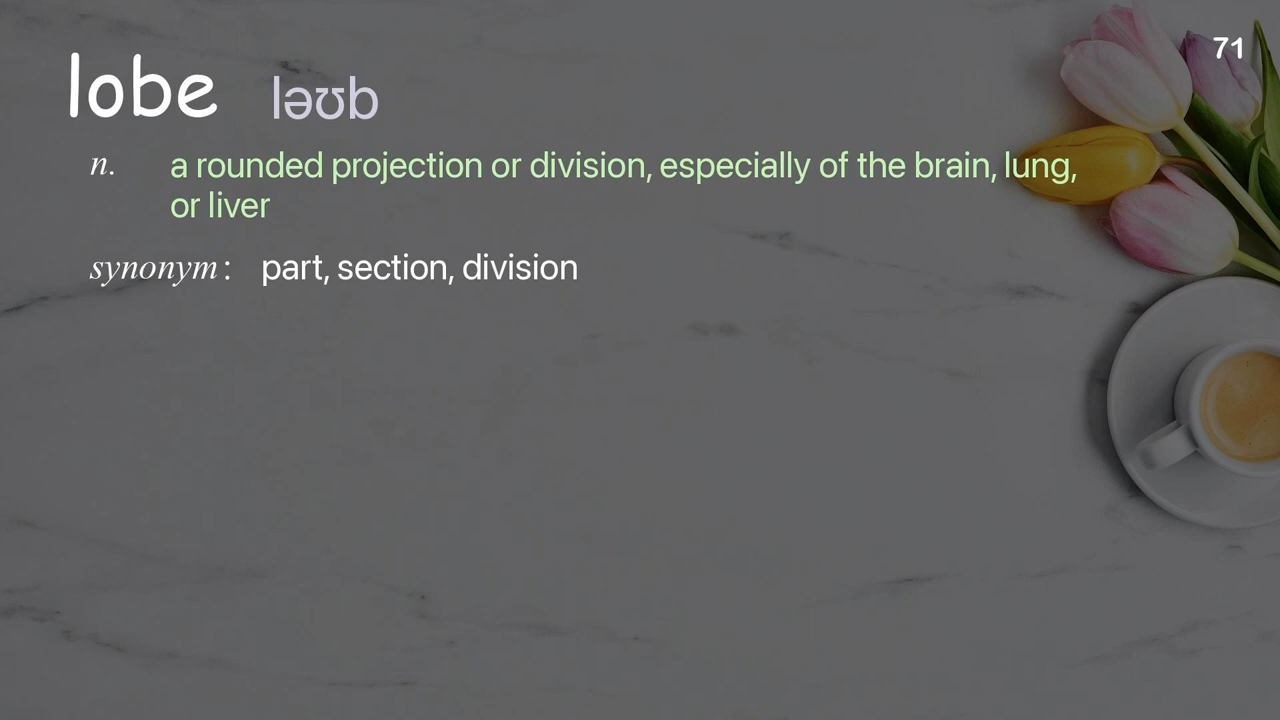 71
lobe ləʊb
n. a rounded projection or division, especially of the brain, lung,
or liver
synonym: part, section, division